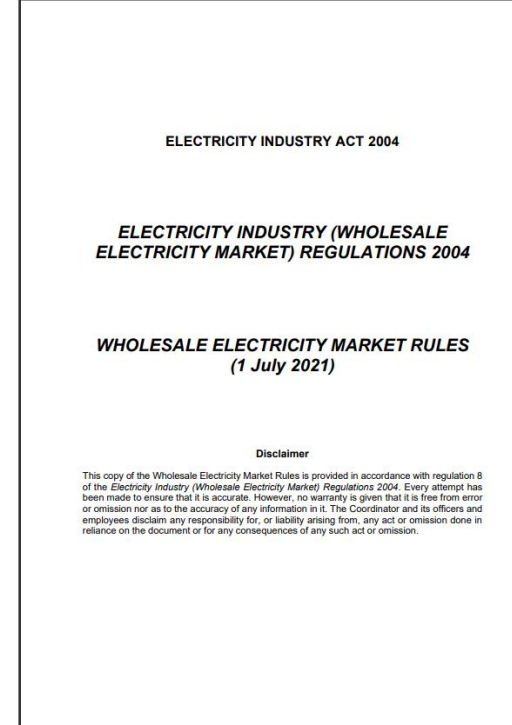 ELECTRICITY INDUSTRY ACT 2004
ELECTRICITY INDUSTRY (WHOLESALE
ELECTRICITY MARKET) REGULATIONS 2004
WHOLESALE ELECTRICITY MARKET RULES
(1 July 2021)
Disclaimer
This copy of the Wholesale Electricity Market Rules is provided in accordance with regulation 8
of the Electricity Industry (Wholesale Electricity Market) Regulations 2004. Every attempt has
been made to ensure that it is accurate. However, no warranty is given that it is free from error
or omission nor as to the accuracy of any information in it. The Coordinator and its officers and
employees disclaim any responsibility for, or liability arising from, any act or omission done in
reliance on the document or for any consequences of any such act or omission.